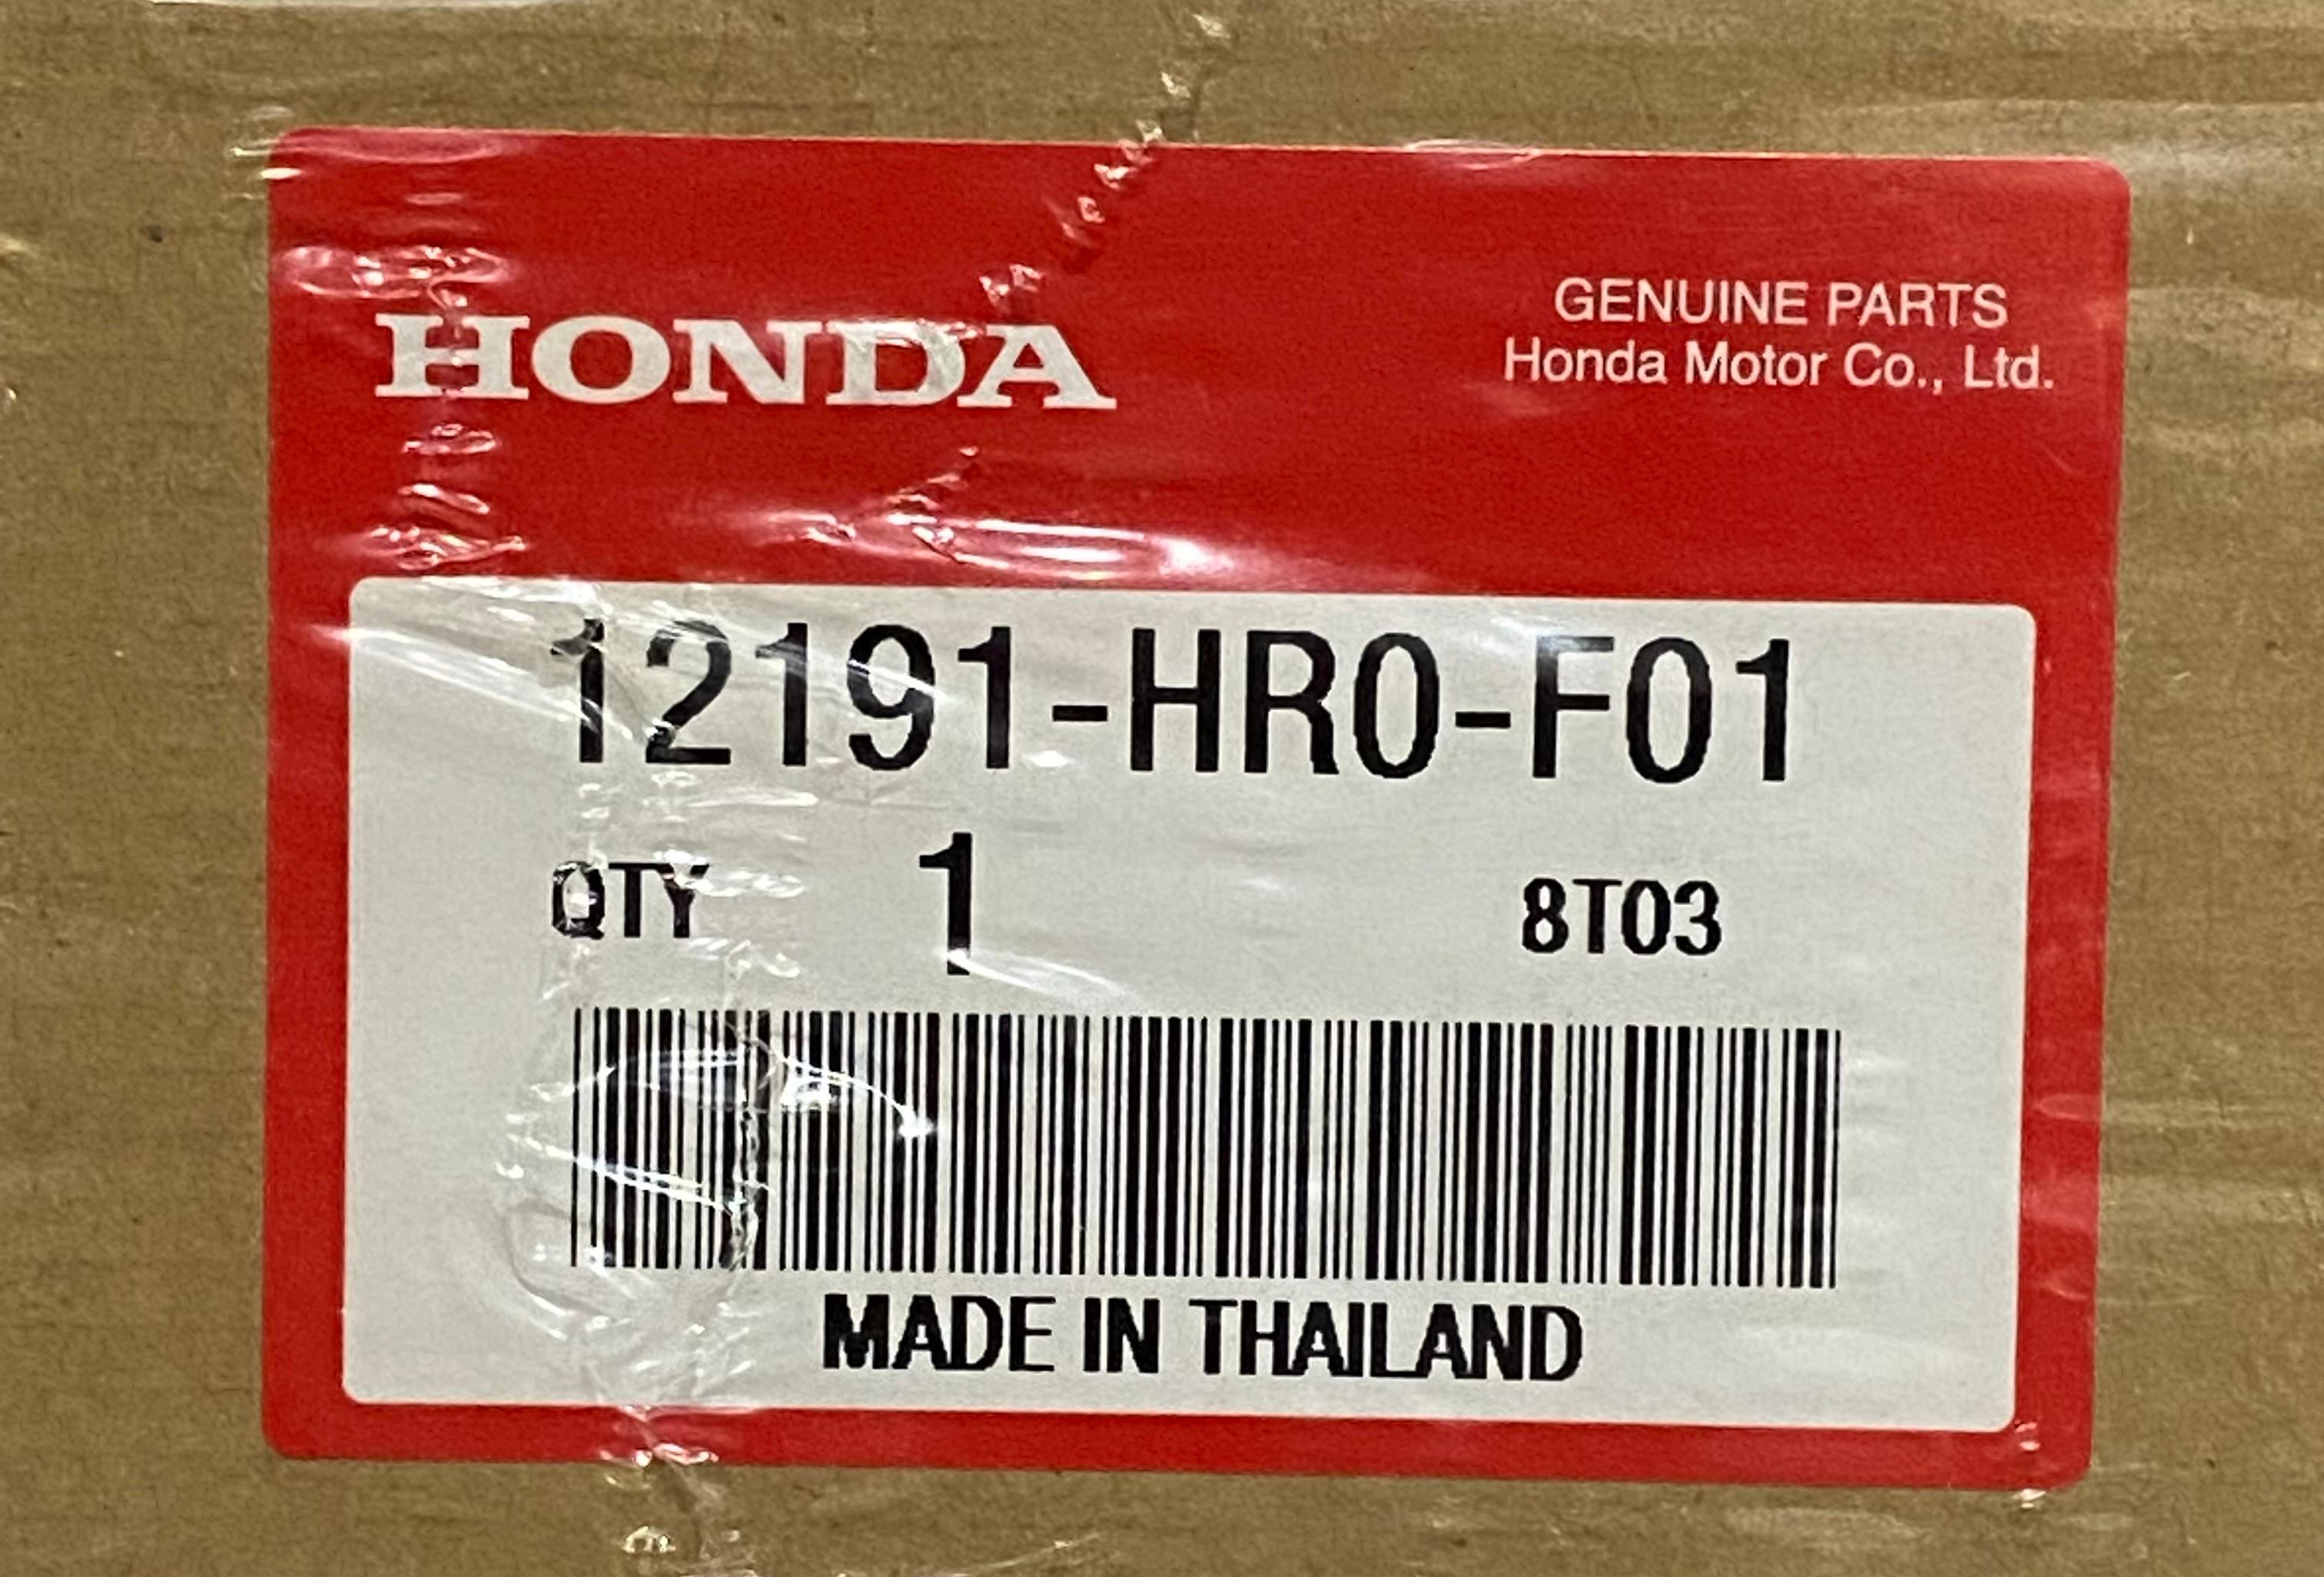 HONDA
GENUINE PARTS
Honda Motor Co., Ltd.
12191-HR0-F01
QTY 1 8T03
MADE IN THAILAND